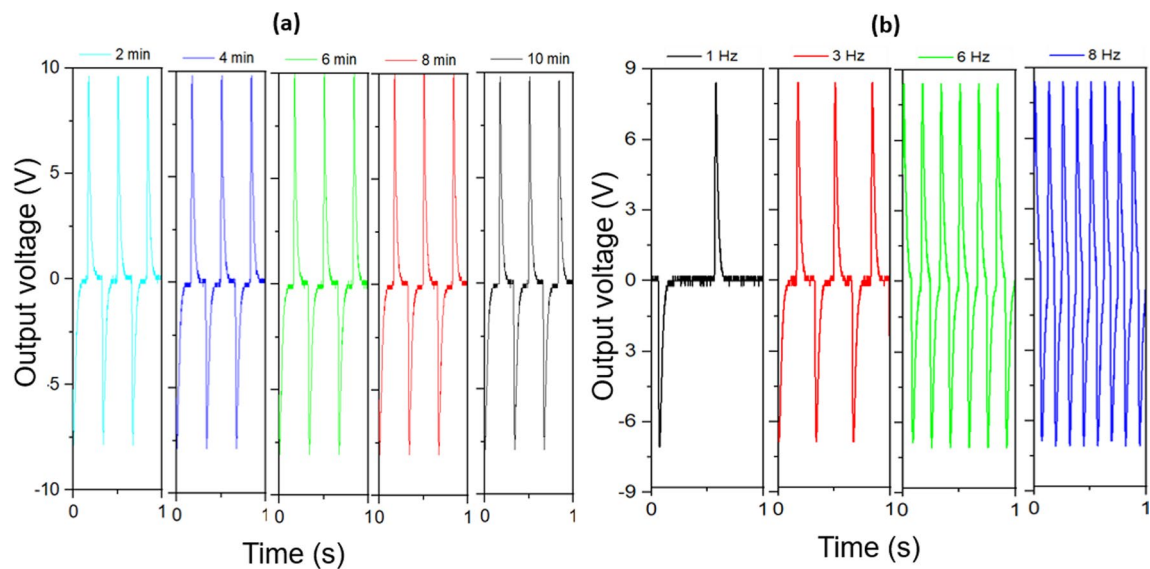 (a)
2 min
4 min
6 min
8 min
10 min
Output voltage (V)
10
5
0
-5
-10
0
1 0
1 0
1 0
1 0
1
Time (s)
(b)
1 Hz
3 Hz
6 Hz
8 Hz
Output voltage (V)
9
6
3
0
3
-6
-9
0
1 0
1 0
1 0
1
Time (s)